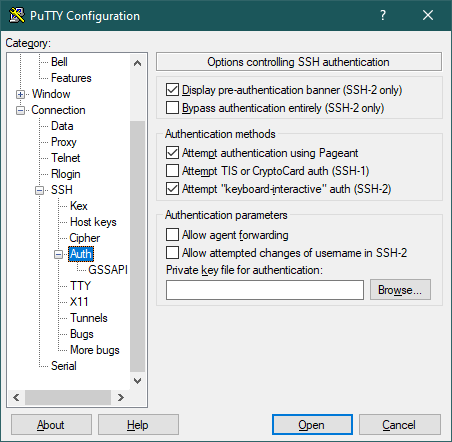 PuTTY Configuration
Category:
Bell
Features
Window
Connection
Data
Proxy
Telnet
Rlogin
SSH
Kex
Host keys
Cipher
Auth
GSSAPI
TTY
X11
Tunnels
Bugs
More bugs
Serial
Options controlling SSH authentication
Display pre-authentication banner (SSH-2 only)
Bypass authentication entirely (SSH-2 only)
Authentication methods
Attempt authentication using Pageant
Attempt TIS or CryptoCard auth (SSH-1)
Attempt "keyboard-interactive" auth (SSH-2)
Authentication parameters
Allow agent forwarding
Allow attempted changes of username in SSH-2
Private key file for authentication:
Browse...
About
Help
Open
Cancel